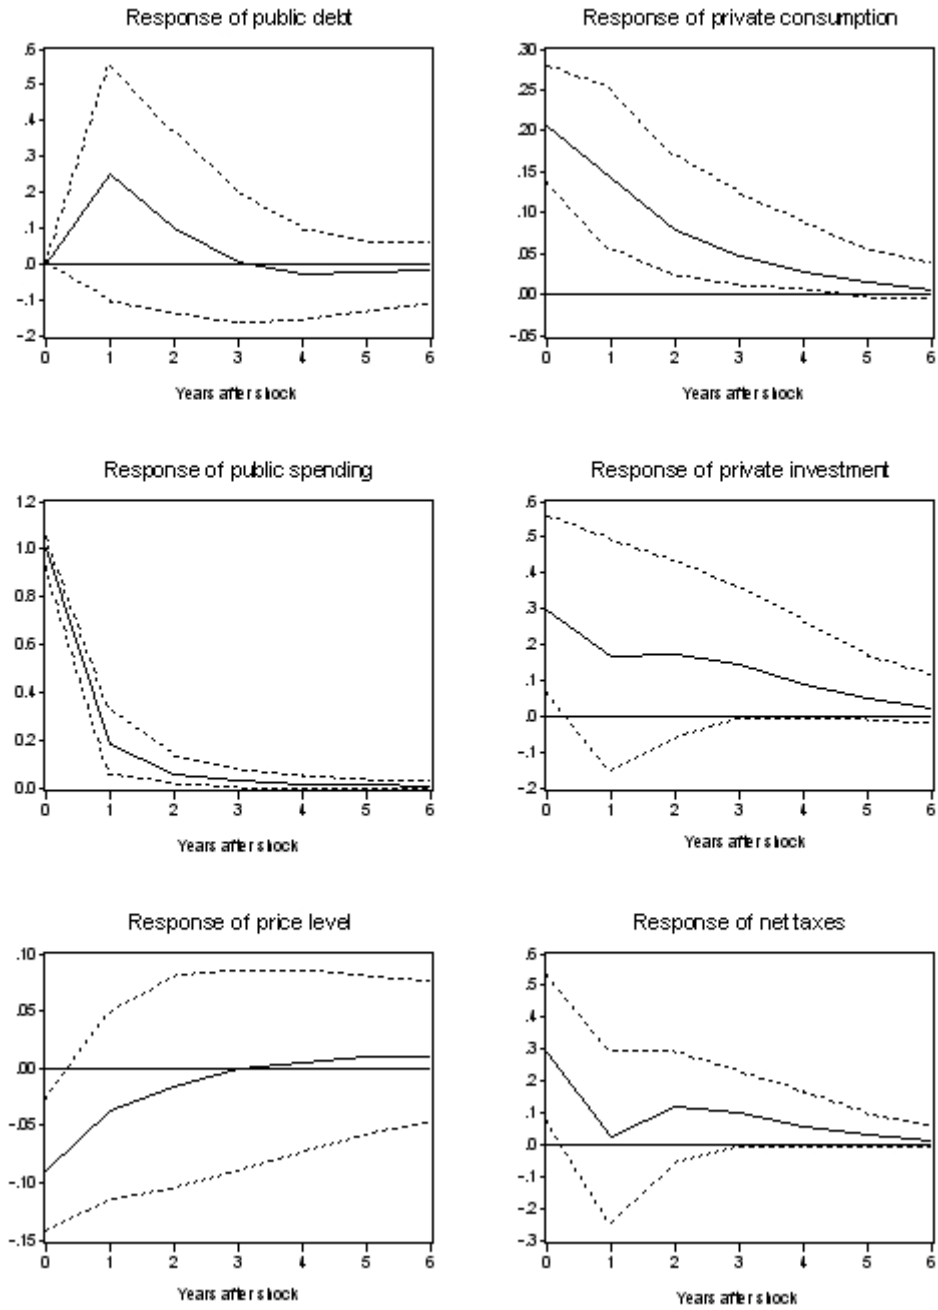 Response of public debt
.6
.5
.4
.3
.2
.1
.0
-.1
-.2
0 1 2 3 4 5 6
Years after shock
Response of private consumption
.30
.25
.20
.15
.10
.05
.00
-.05
0 1 2 3 4 5 6
Years after shock
Response of public spending
1.2
1.0
0.8
0.6
0.4
0.2
0.0
0 1 2 3 4 5 6
Years after shock
Response of private investment
.6
.5
.4
.3
.2
.1
.0
-.1
-.2
0 1 2 3 4 5 6
Years after shock
Response of price level
.10
.05
.00
-.05
-.10
-.15
0 1 2 3 4 5 6
Years after shock
Response of net taxes
.6
.5
.4
.3
.2
.1
.0
-.1
-.2
-.3
0 1 2 3 4 5 6
Years after shock